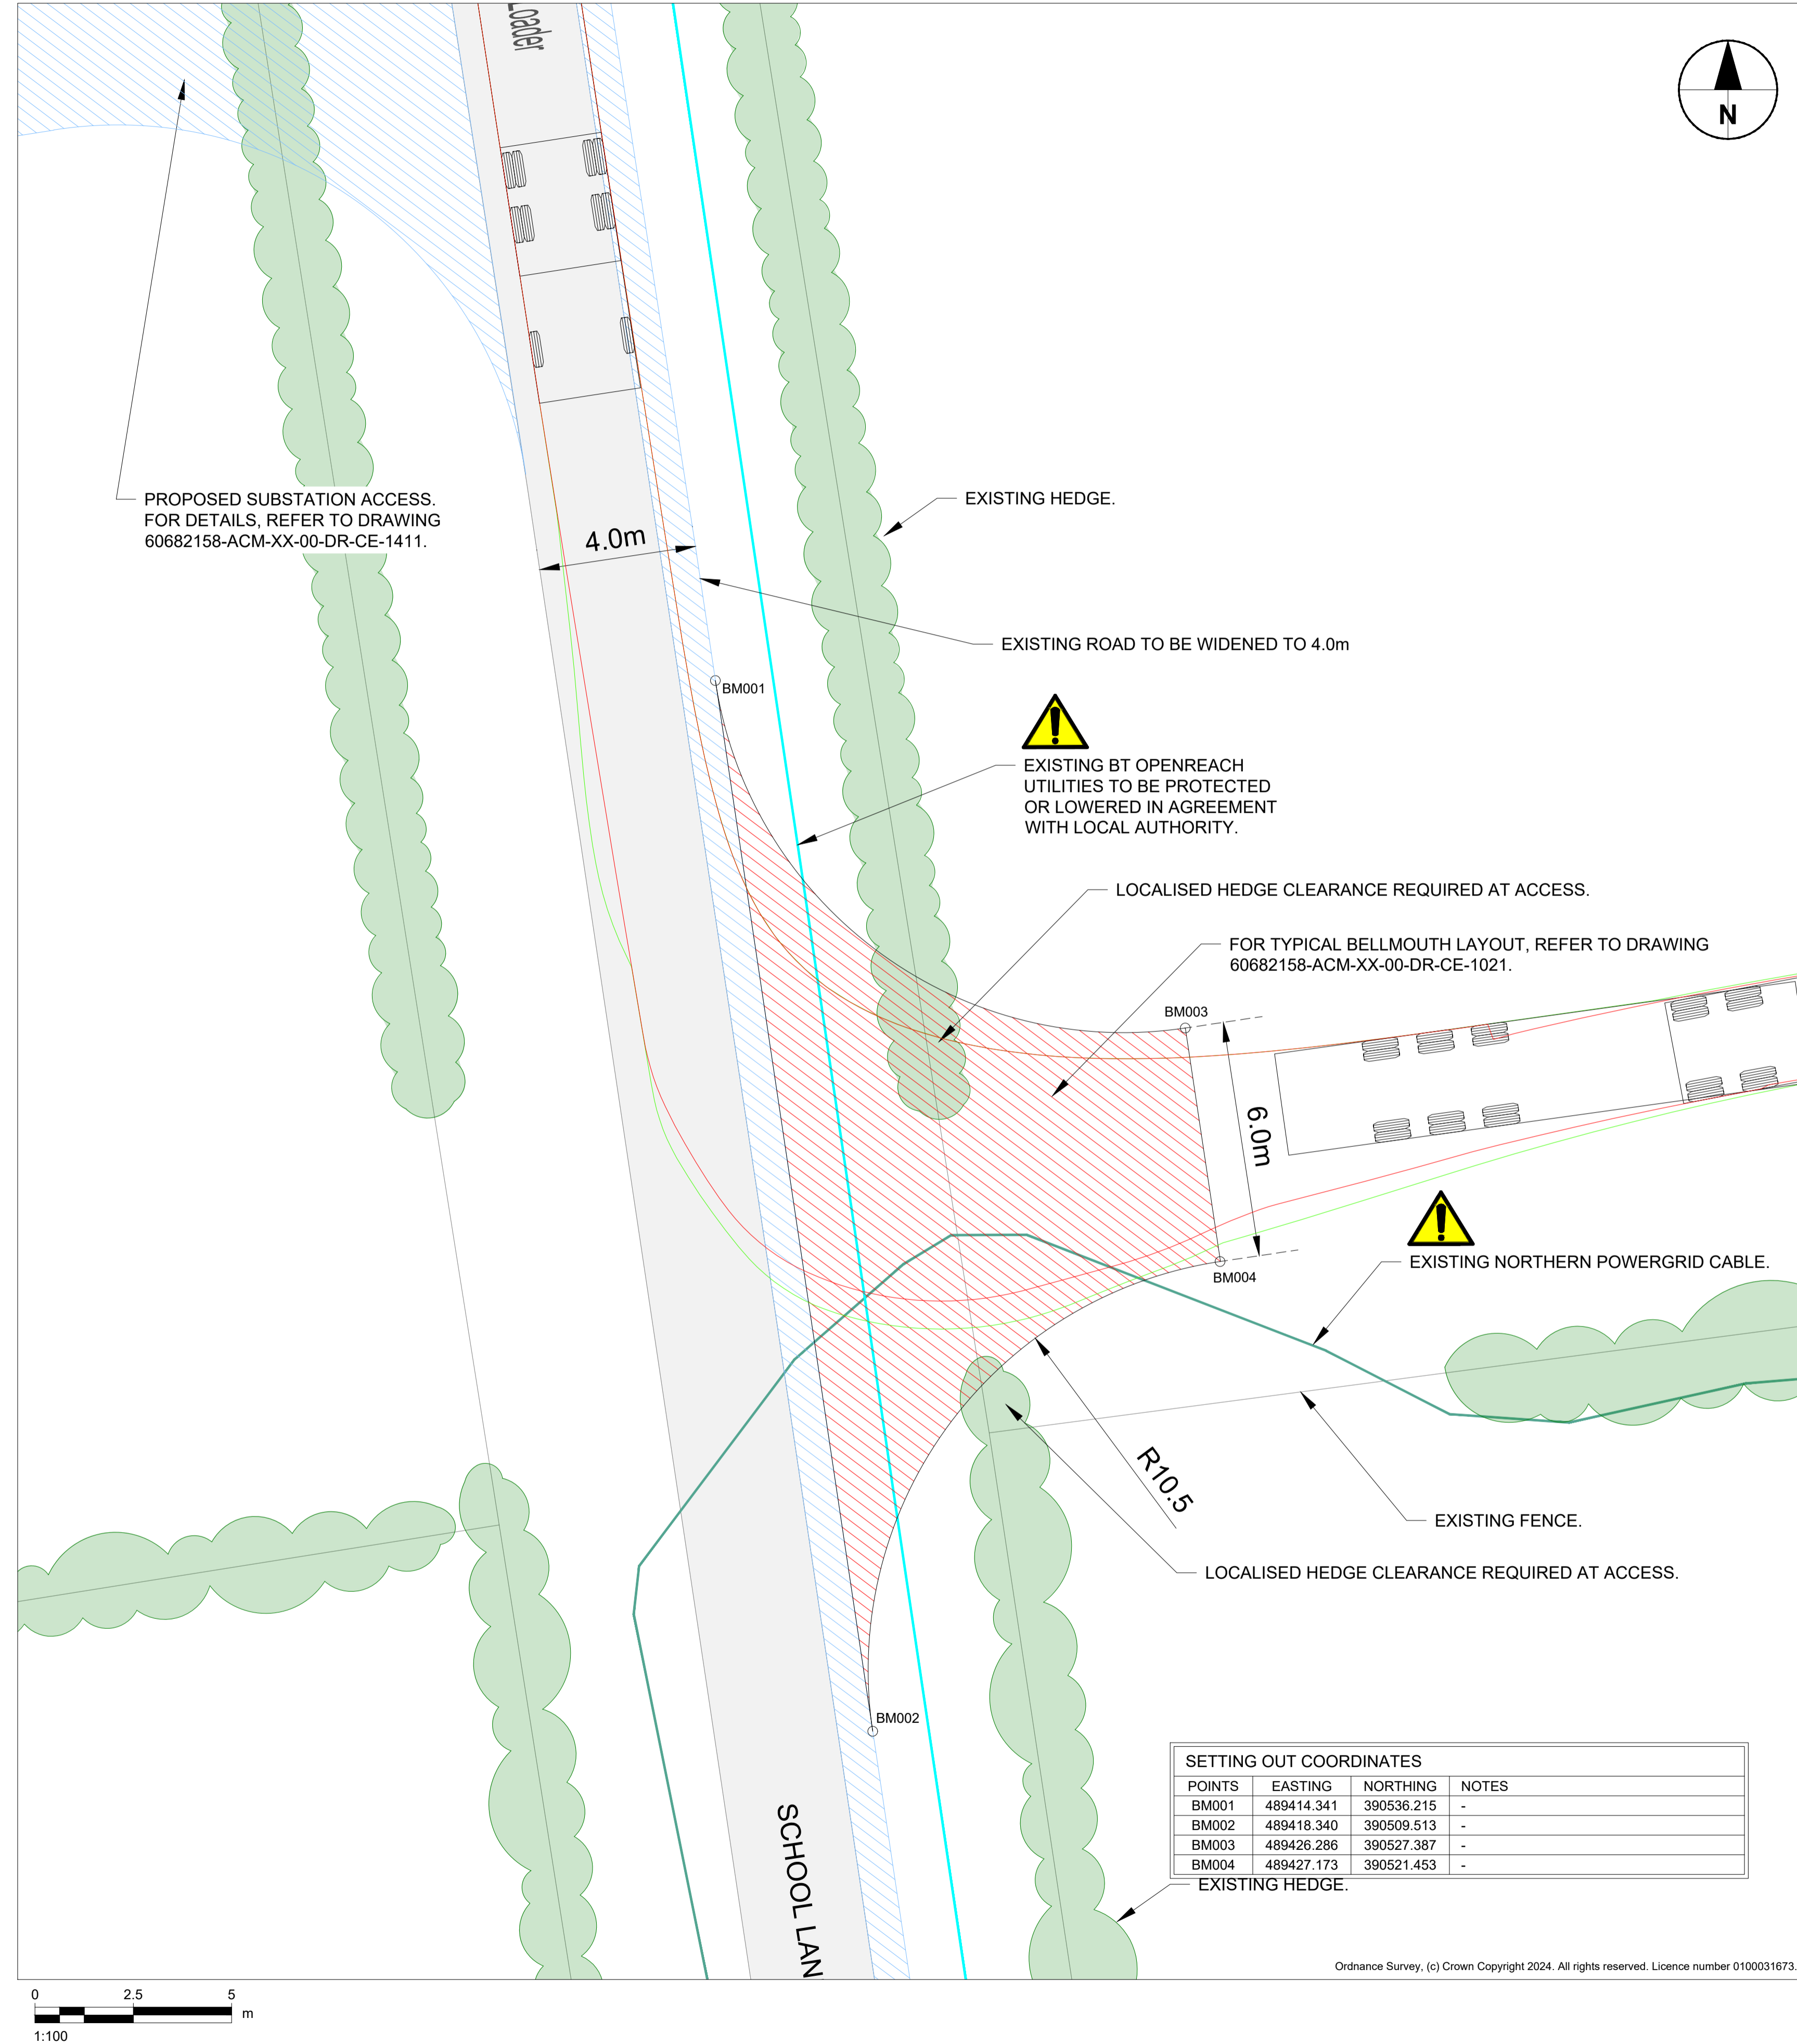 Loader
N
PROPOSED SUBSTATION ACCESS.
FOR DETAILS, REFER TO DRAWING
60682158-ACM-XX-00-DR-CE-1411.
EXISTING HEDGE.
4.0m
EXISTING ROAD TO BE WIDENED TO 4.0m
BM001
EXISTING BT OPENREACH
UTILITIES TO BE PROTECTED
OR LOWERED IN AGREEMENT
WITH LOCAL AUTHORITY.
LOCALISED HEDGE CLEARANCE REQUIRED AT ACCESS.
FOR TYPICAL BELLMOUTH LAYOUT, REFER TO DRAWING
60682158-ACM-XX-00-DR-CE-1021.
BM003
6.0m
EXISTING NORTHERN POWERGRID CABLE.
BM004
R10.5
EXISTING FENCE.
LOCALISED HEDGE CLEARANCE REQUIRED AT ACCESS.
BM002
SCHOOL LAN
SETTING OUT COORDINATES
POINTS EASTING NORTHING NOTES
BM001 489414.341 390536.215 -
BM002 489418.340 390509.513 -
BM003 489426.286 390527.387 -
BM004 489427.173 390521.453 -
EXISTING HEDGE.
Ordnance Survey, (c) Crown Copyright 2024. All rights reserved. Licence number 0100031673.
0 2.5 5
m
1:100